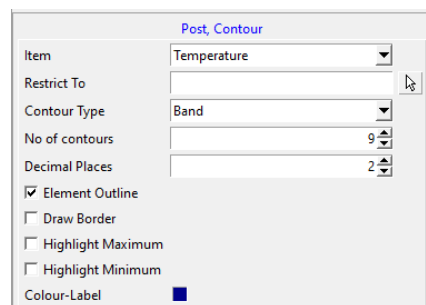 Post, Contour
Item Temperature
Restrict To
Contour Type Band
No of contours 9
Decimal Places 2
Element Outline
Draw Border
Highlight Maximum
Highlight Minimum
Colour-Label